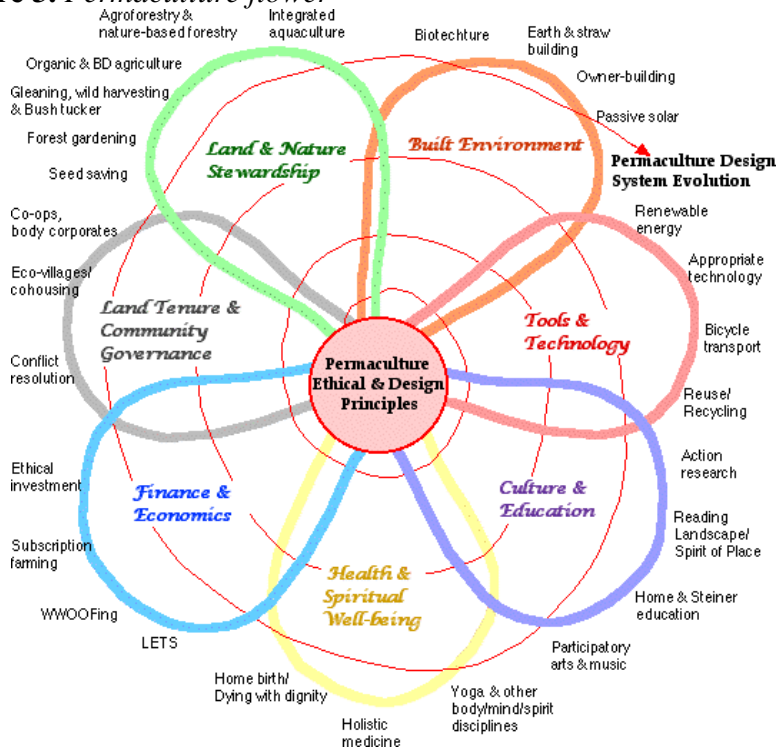 Permaculture flower
Agroforestry &
nature-based forestry
Integrated
aquaculture
Biotechture
Earth & straw
building
Organic & BD agriculture
Owner-building
Gleaning, wild harvesting
& Bush tucker
Passive solar
Forest gardening
Land & Nature
Stewardship
Built Environment
Permaculture Design
System Evolution
Seed saving
Co-ops,
body corporates
Renewable
energy
Eco-villages/
cohousing
Appropriate
technology
Land Tenure &
Community
Governance
Tools &
Technology
Bicycle
transport
Conflict
resolution
Permaculture
Ethical & Design
Principles
Reuse/
Recycling
Ethical
investment
Finance &
Economics
Culture &
Education
Action
research
Reading
Landscape/
Spirit of Place
Subscription
farming
Health &
Spiritual
Well-being
Home & Steiner
education
WWOOFing
LETS
Participatory
arts & music
Home birth/
Dying with dignity
Yoga & other
body/mind/spirit
disciplines
Holistic
medicine